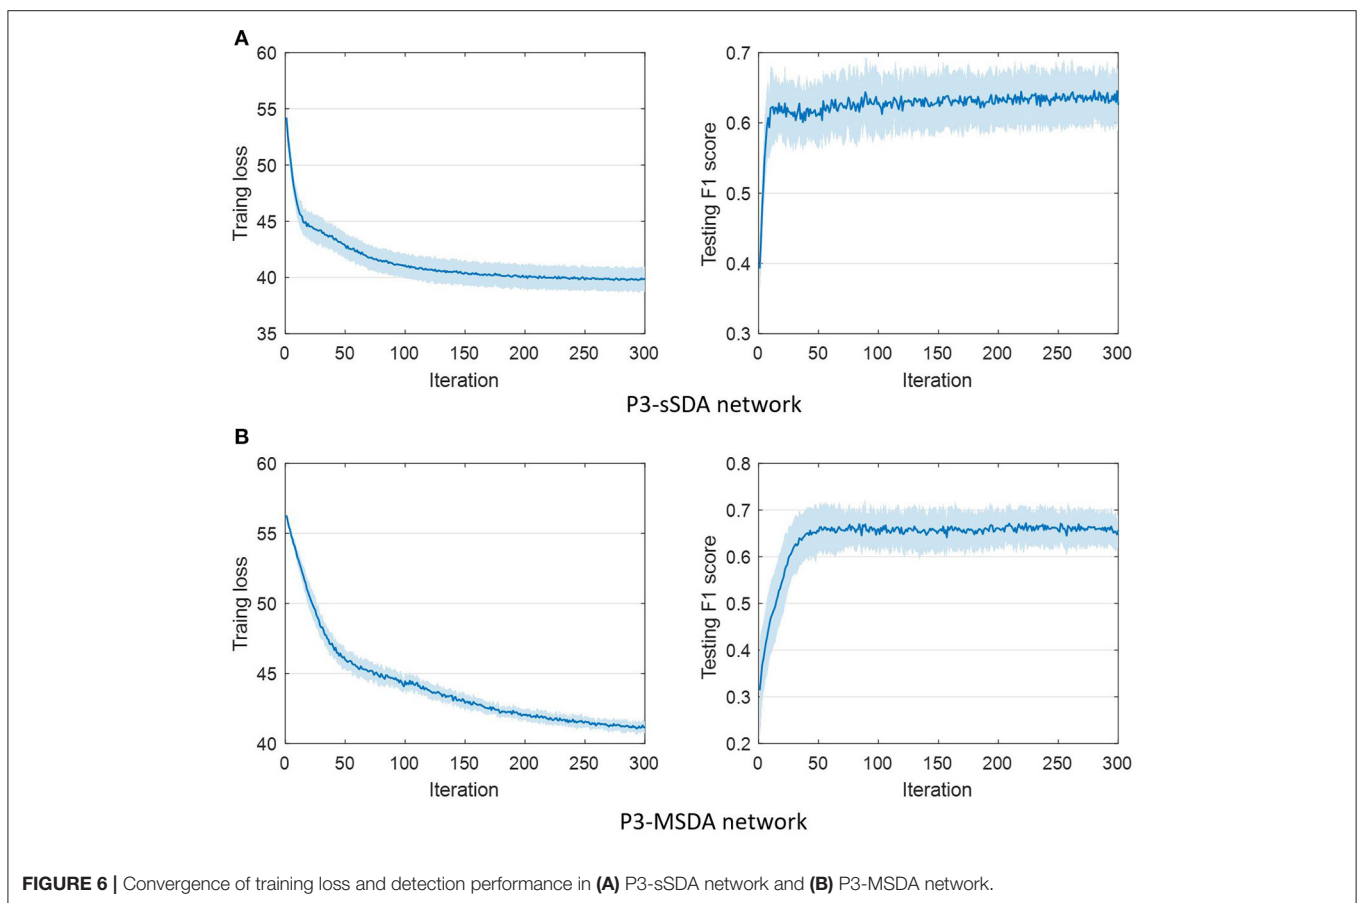 A
60
55
50
45
40
35
Traing loss
0 50 100 150 200 250 300
Iteration
0.7
0.6
0.5
0.4
0.3
Testing F1 score
0 50 100 150 200 250 300
Iteration
P3-sSDA network
B
60
55
50
45
40
Traing loss
0 50 100 150 200 250 300
Iteration
0.8
0.7
0.6
0.5
0.4
0.3
0.2
Testing F1 score
0 50 100 150 200 250 300
Iteration
P3-MSDA network
FIGURE 6 | Convergence of training loss and detection performance in (A) P3-sSDA network and (B) P3-MSDA network.